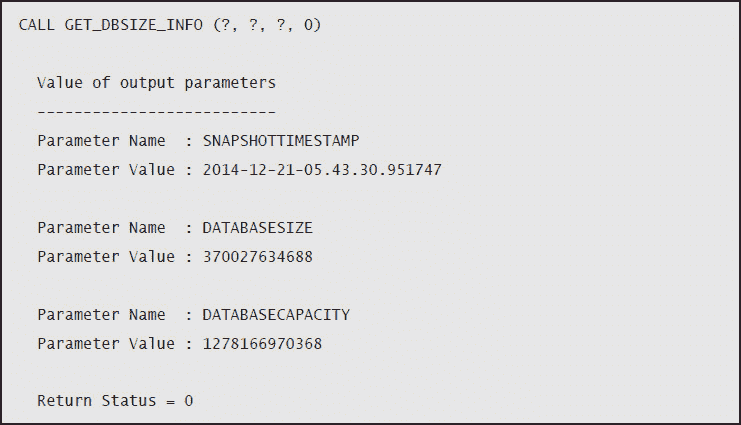 CALL GET_DBSIZE_INFO (?, ?, ?, 0)
Value of output parameters
--------------------------
Parameter Name  : SNAPSHOTTIMESTAMP
Parameter Value : 2014-12-21-05.43.30.951747
Parameter Name  : DATABASESIZE
Parameter Value : 370027634688
Parameter Name  : DATABASECAPACITY
Parameter Value : 1278166970368
Return Status = 0